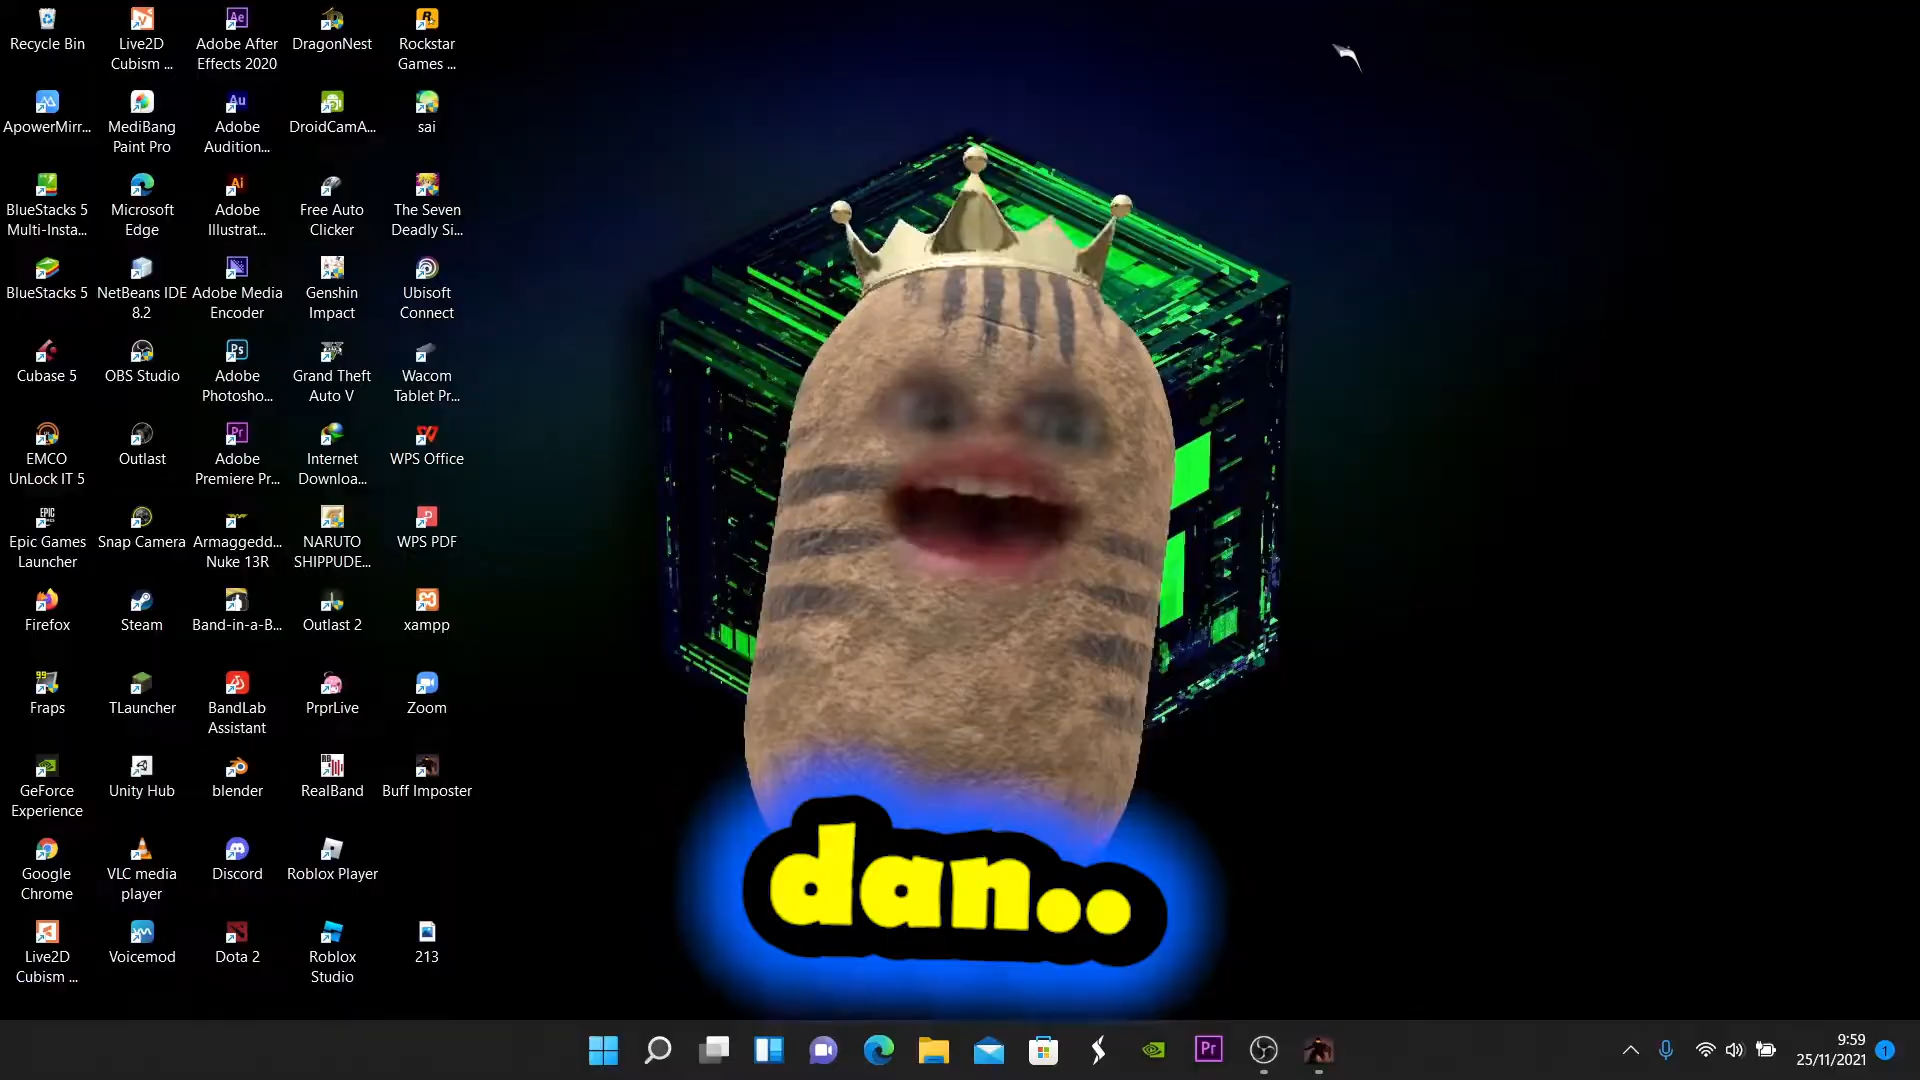 Recycle Bin
Live2D
Cubism ...
Adobe After
Effects 2020
DragonNest
Rockstar
Games ...
ApowerMirr...
MediBang
Paint Pro
Adobe
Audition...
DroidCamA...
sai
BlueStacks 5
Multi-Insta...
Microsoft
Edge
Adobe
Illustrat...
Free Auto
Clicker
The Seven
Deadly Si...
BlueStacks 5
NetBeans IDE
8.2
Adobe Media
Encoder
Genshin
Impact
Ubisoft
Connect
Cubase 5
OBS Studio
Adobe
Photosho...
Grand Theft
Auto V
Wacom
Tablet Pr...
EMCO
UnLock IT 5
Outlast
Adobe
Premiere Pr...
Internet
Downloa...
WPS Office
Epic Games
Launcher
Snap Camera
Armaggedd...
Nuke 13R
NARUTO
SHIPPUDE...
WPS PDF
Firefox
Steam
Band-in-a-B...
Outlast 2
xampp
Fraps
TLauncher
BandLab
Assistant
PrprLive
Zoom
GeForce
Experience
Unity Hub
blender
RealBand
Buff Imposter
Google
Chrome
VLC media
player
Discord
Roblox Player
Live2D
Cubism ...
Voicemod
Dota 2
Roblox
Studio
213
dan..
Pr
9:59
25/11/2021
1